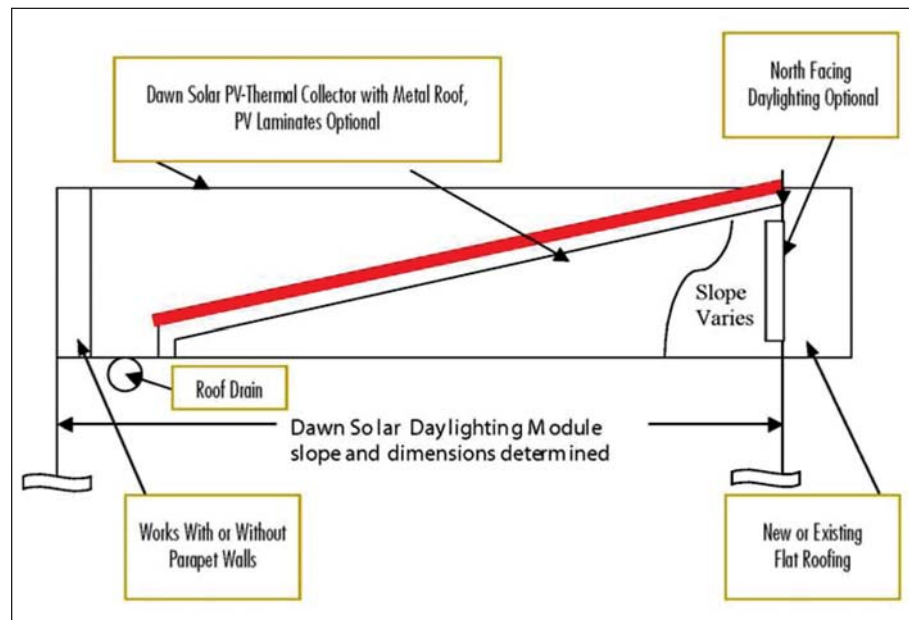 Dawn Solar PV-Thermal Collector with Metal Roof,
PV Laminates Optional
North Facing
Daylighting Optional
Slope
Varies
Roof Drain
Dawn Solar Daylighting Module
slope and dimensions determined
Works With or Without
Parapet Walls
New or Existing
Flat Roofing